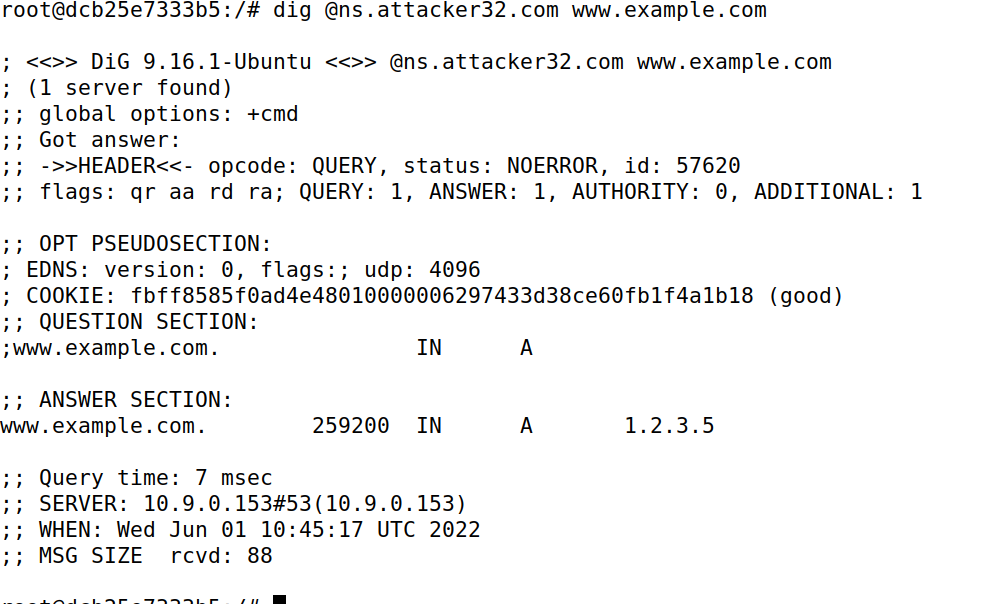 root@dcb25e7333b5:/# dig @ns.attacker32.com www.example.com
; <<>> DiG 9.16.1-Ubuntu <<>> @ns.attacker32.com www.example.com
; (1 server found)
;; global options: +cmd
;; Got answer:
;; ->>HEADER<<- opcode: QUERY, status: NOERROR, id: 57620
;; flags: qr aa rd ra; QUERY: 1, ANSWER: 1, AUTHORITY: 0, ADDITIONAL: 1
;; OPT PSEUDOSECTION:
; EDNS: version: 0, flags:; udp: 4096
; COOKIE: fbff8585f0ad4e48010000006297433d38ce60fb1f4a1b18 (good)
;; QUESTION SECTION:
;www.example.com. IN A
;; ANSWER SECTION:
www.example.com. 259200 IN A 1.2.3.5
;; Query time: 7 msec
;; SERVER: 10.9.0.153#53(10.9.0.153)
;; WHEN: Wed Jun 01 10:45:17 UTC 2022
;; MSG SIZE  rcvd: 88
root@dcb25e7333b5:/#